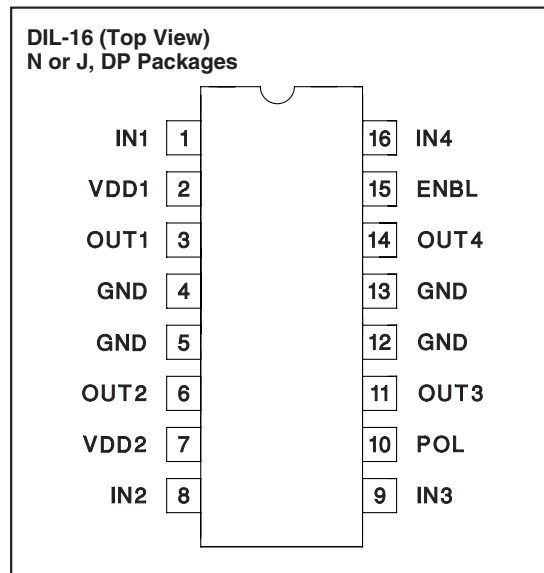 DIL-16 (Top View)
N or J, DP Packages
IN1 1 16 IN4
VDD1 2 15 ENBL
OUT1 3 14 OUT4
GND 4 13 GND
GND 5 12 GND
OUT2 6 11 OUT3
VDD2 7 10 POL
IN2 8 9 IN3